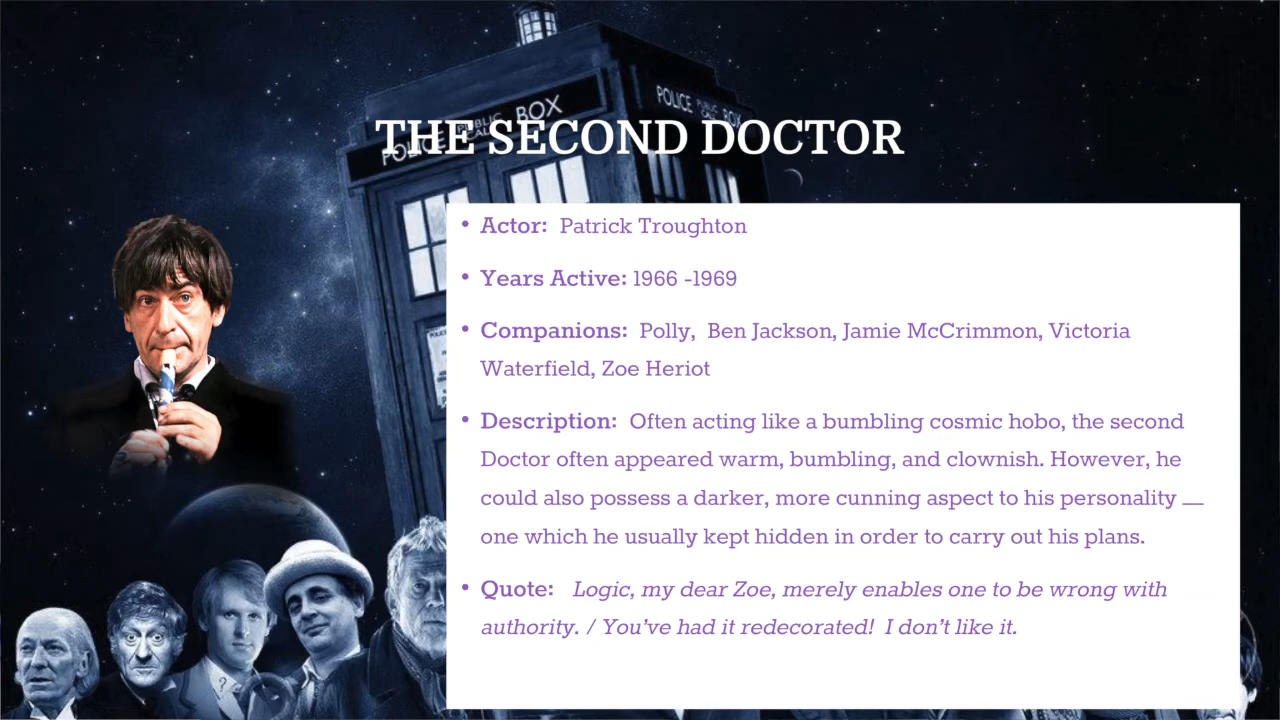 POLICE PUBLIC CALL BOX
POLICE PUBLIC CALL BOX
THE SECOND DOCTOR
• Actor: Patrick Troughton
• Years Active: 1966 -1969
• Companions: Polly, Ben Jackson, Jamie McCrimmon, Victoria
Waterfield, Zoe Heriot
• Description: Often acting like a bumbling cosmic hobo, the second
Doctor often appeared warm, bumbling, and clownish. However, he
could also possess a darker, more cunning aspect to his personality —
one which he usually kept hidden in order to carry out his plans.
• Quote: Logic, my dear Zoe, merely enables one to be wrong with
authority. / You’ve had it redecorated! I don’t like it.